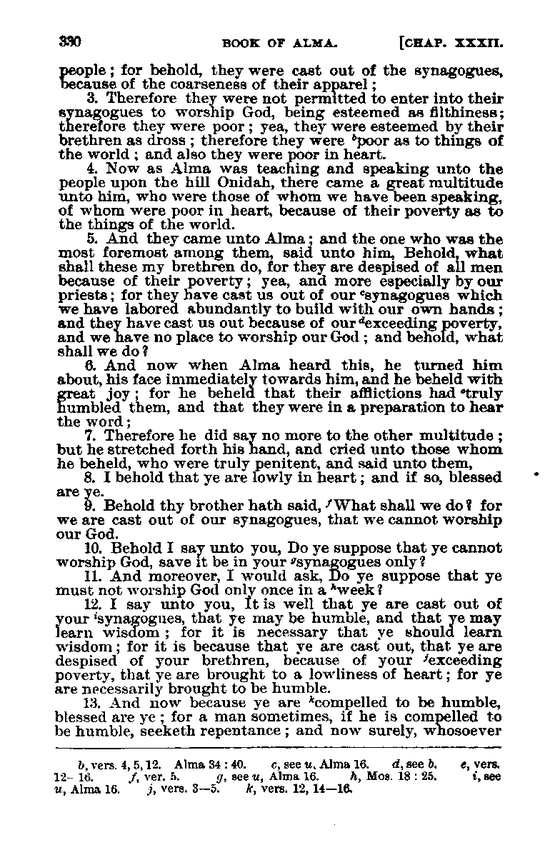 330 BOOK OF ALMA. [CHAP. XXXII.
people; for behold, they were cast out of the synagogues,
because of the coarseness of their apparel;
3. Therefore they were not permitted to enter into their
synagogues to worship God, being esteemed as filthiness;
therefore they were poor; yea, they were esteemed by their
brethren as dross; therefore they were ᵇpoor as to things of
the world; and also they were poor in heart.
4. Now as Alma was teaching and speaking unto the
people upon the hill Onidah, there came a great multitude
unto him, who were those of whom we have been speaking,
of whom were poor in heart, because of their poverty as to
the things of the world.
5. And they came unto Alma; and the one who was the
most foremost among them, said unto him, Behold, what
shall these my brethren do, for they are despised of all men
because of their poverty; yea, and more especially by our
priests; for they have cast us out of our ᶜsynagogues which
we have labored abundantly to build with our own hands;
and they have cast us out because of our ᵈexceeding poverty,
and we have no place to worship our God; and behold, what
shall we do?
6. And now when Alma heard this, he turned him
about, his face immediately towards him, and he beheld with
great joy; for he beheld that their afflictions had ᵉtruly
humbled them, and that they were in a preparation to hear
the word;
7. Therefore he did say no more to the other multitude;
but he stretched forth his hand, and cried unto those whom
he beheld, who were truly penitent, and said unto them,
8. I behold that ye are lowly in heart; and if so, blessed
are ye.
9. Behold thy brother hath said, ᶠWhat shall we do? for
we are cast out of our synagogues, that we cannot worship
our God.
10. Behold I say unto you, Do ye suppose that ye cannot
worship God, save it be in your ᵍsynagogues only?
11. And moreover, I would ask, Do ye suppose that ye
must not worship God only once in a ʰweek?
12. I say unto you, It is well that ye are cast out of
your ⁱsynagogues, that ye may be humble, and that ye may
learn wisdom; for it is necessary that ye should learn
wisdom; for it is because that ye are cast out, that ye are
despised of your brethren, because of your ʲexceeding
poverty, that ye are brought to a lowliness of heart; for ye
are necessarily brought to be humble.
13. And now because ye are ᵏcompelled to be humble,
blessed are ye; for a man sometimes, if he is compelled to
be humble, seeketh repentance; and now surely, whosoever
b, vers. 4, 5, 12. Alma 34 : 40. c, see u, Alma 16. d, see b. e, vers.
12—16. f, ver. 5. g, see u, Alma 16. h, Mos. 18 : 25. i, see
u, Alma 16. j, vers. 3—5. k, vers. 12, 14—16.